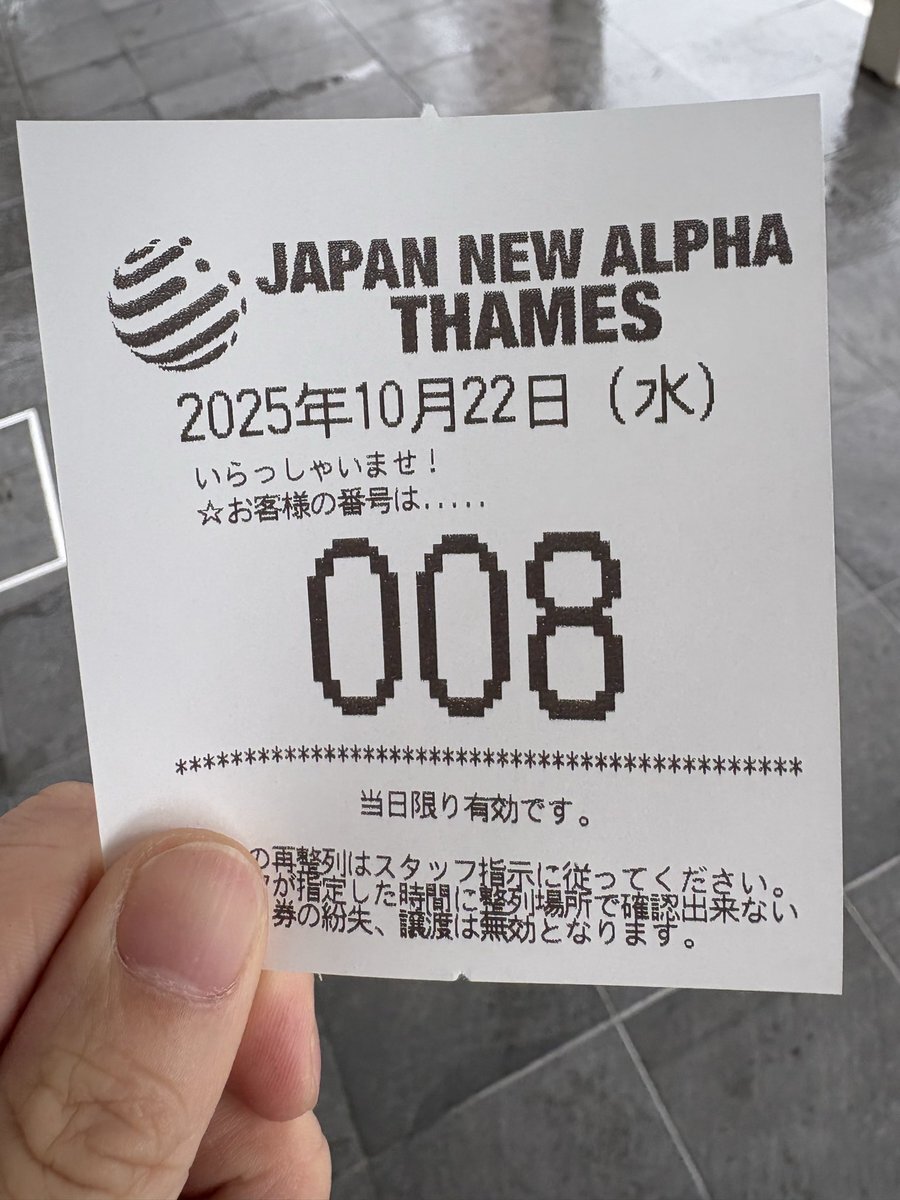 JAPAN NEW ALPHA
THAMES
2025年10月22日（水）
いらっしゃいませ！
☆お客様の番号は.....
008
******************************************
当日限り有効です。
の再整列はスタッフ指示に従ってください。
が指定した時間に整列場所で確認出来ない
券の紛失、譲渡は無効となります。